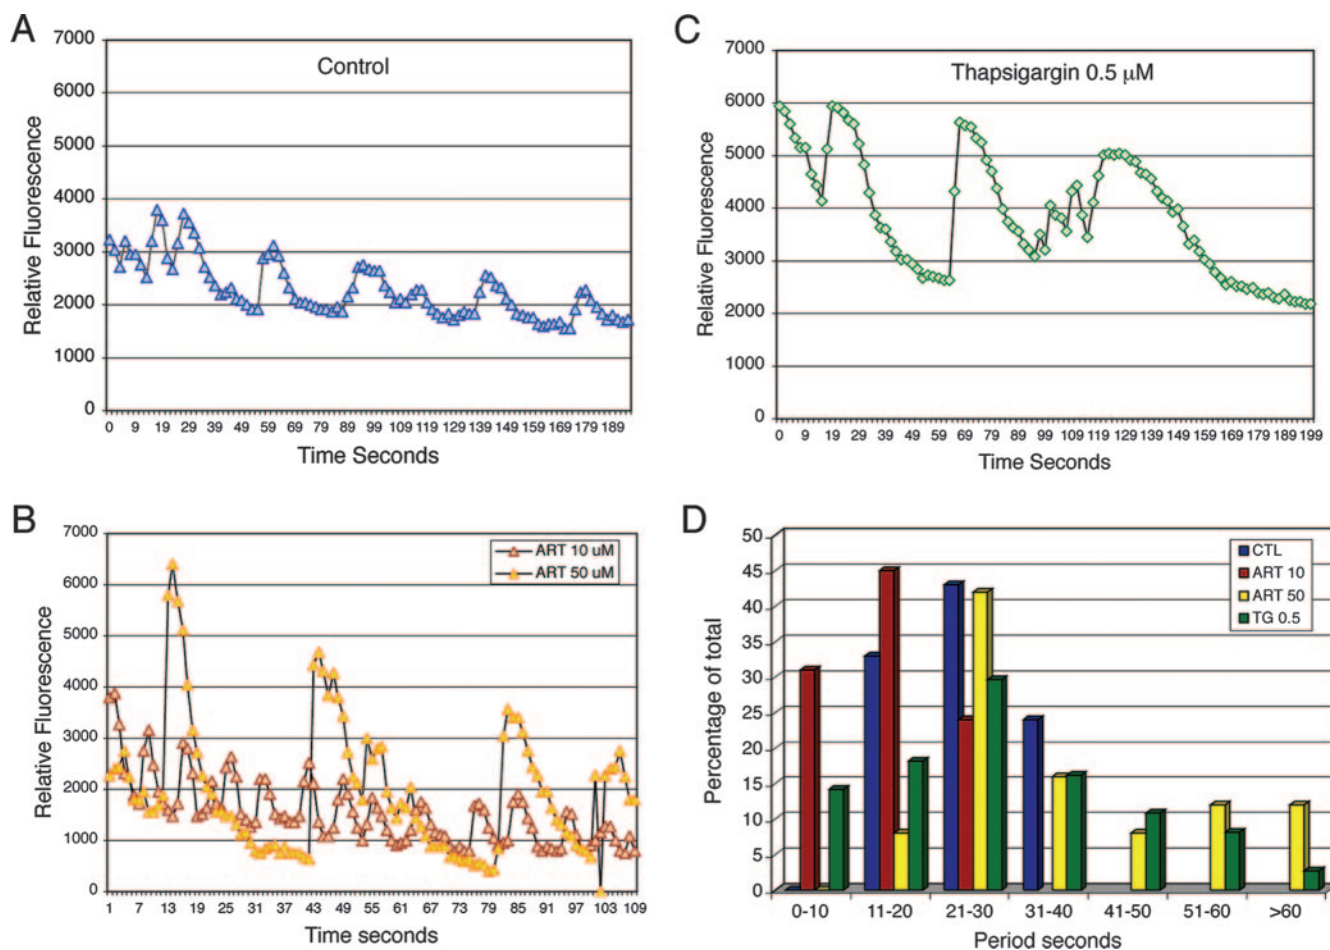 A
7000
6000
5000
4000
3000
2000
1000
0
Control
Relative Fluorescence
0 9 19 29 39 49 59 69 79 89 99 109 119 129 139 149 159 169 179 189
Time Seconds
C
7000
6000
5000
4000
3000
2000
1000
0
Thapsigargin 0.5 μM
Relative Fluorescence
0 9 19 29 39 49 59 69 79 89 99 109 119 129 139 149 159 169 179 189 199
Time Seconds
B
7000
6000
5000
4000
3000
2000
1000
0
ART 10 uM
ART 50 uM
Relative Fluorescence
1 7 13 19 25 31 37 43 49 55 61 67 73 79 85 91 97 103 109
Time seconds
D
50
45
40
35
30
25
20
15
10
5
0
CTL
ART 10
ART 50
TG 0.5
Percentage of total
0-10 11-20 21-30 31-40 41-50 51-60 >60
Period seconds